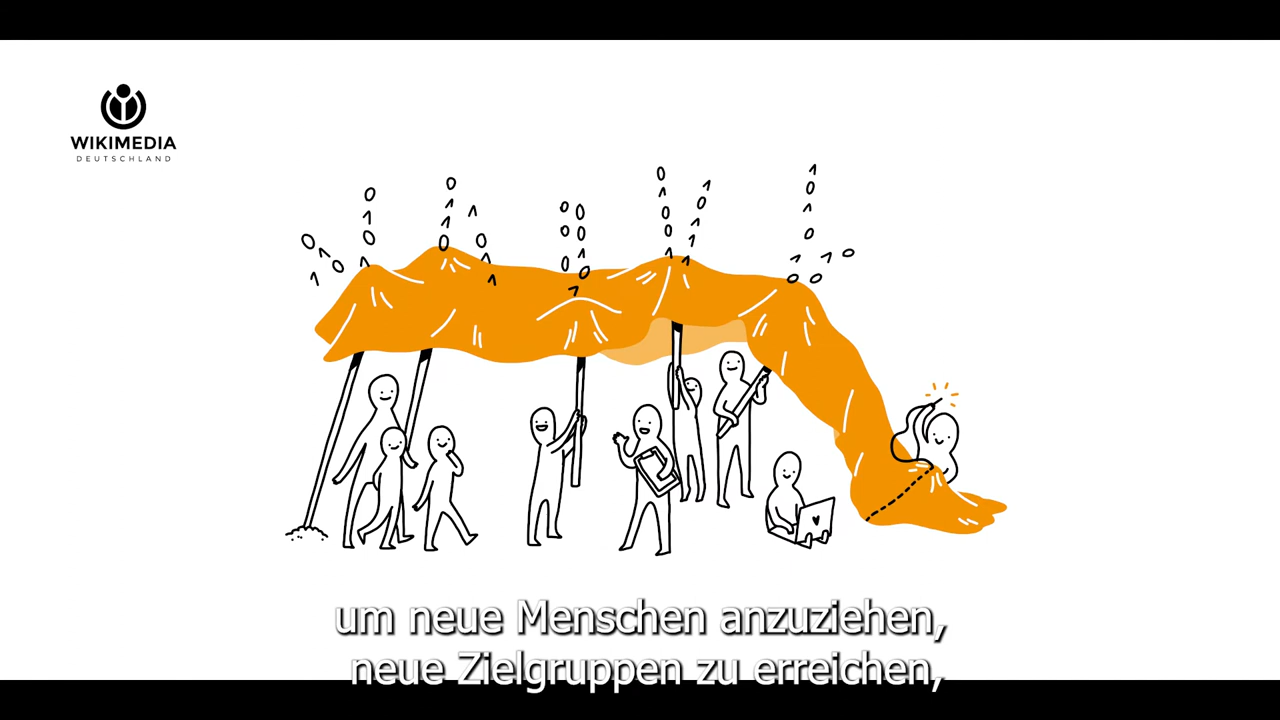 WIKIMEDIA
DEUTSCHLAND
um neue Menschen anzuziehen,
neue Zielgruppen zu erreichen,